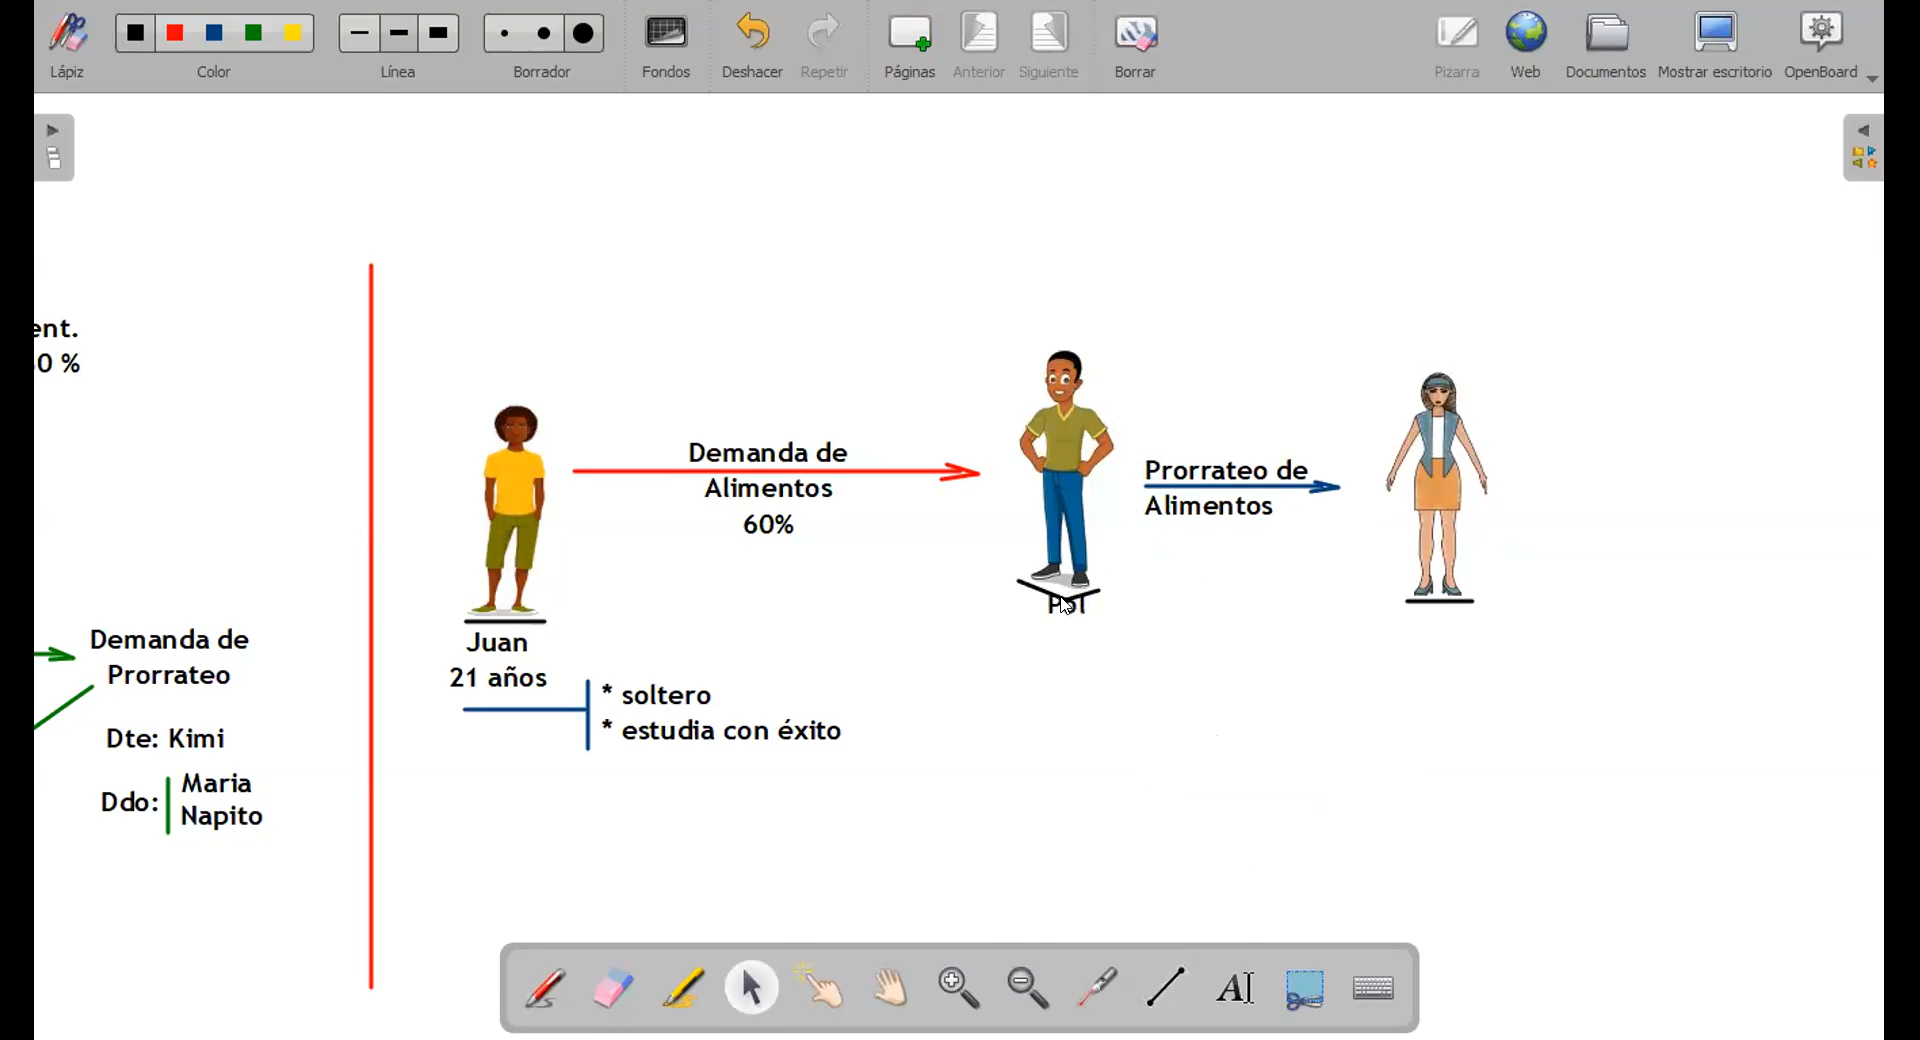 Lápiz
Color
Línea
Borrador
Fondos
Deshacer
Repetir
Páginas
Anterior
Siguiente
Borrar
Pizarra
Web
Documentos
Mostrar escritorio
OpenBoard
ent.
0 %
Demanda de
Alimentos
60%
Prorrateo de
Alimentos
Juan
21 años
* soltero
* estudia con éxito
Demanda de
Prorrateo
Dte: Kimi
Ddo:
Maria
Napito